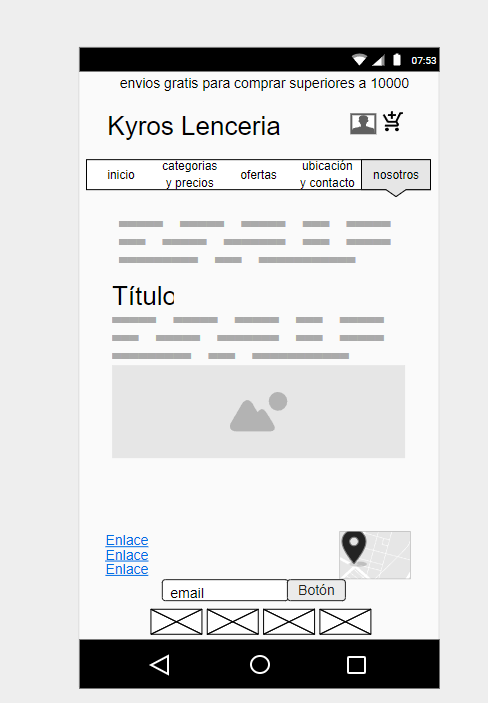 07:53
envios gratis para comprar superiores a 10000
Kyros Lenceria
inicio
categorias
y precios
ofertas
ubicación
y contacto
nosotros
Título
Enlace
Enlace
Enlace
email
Botón